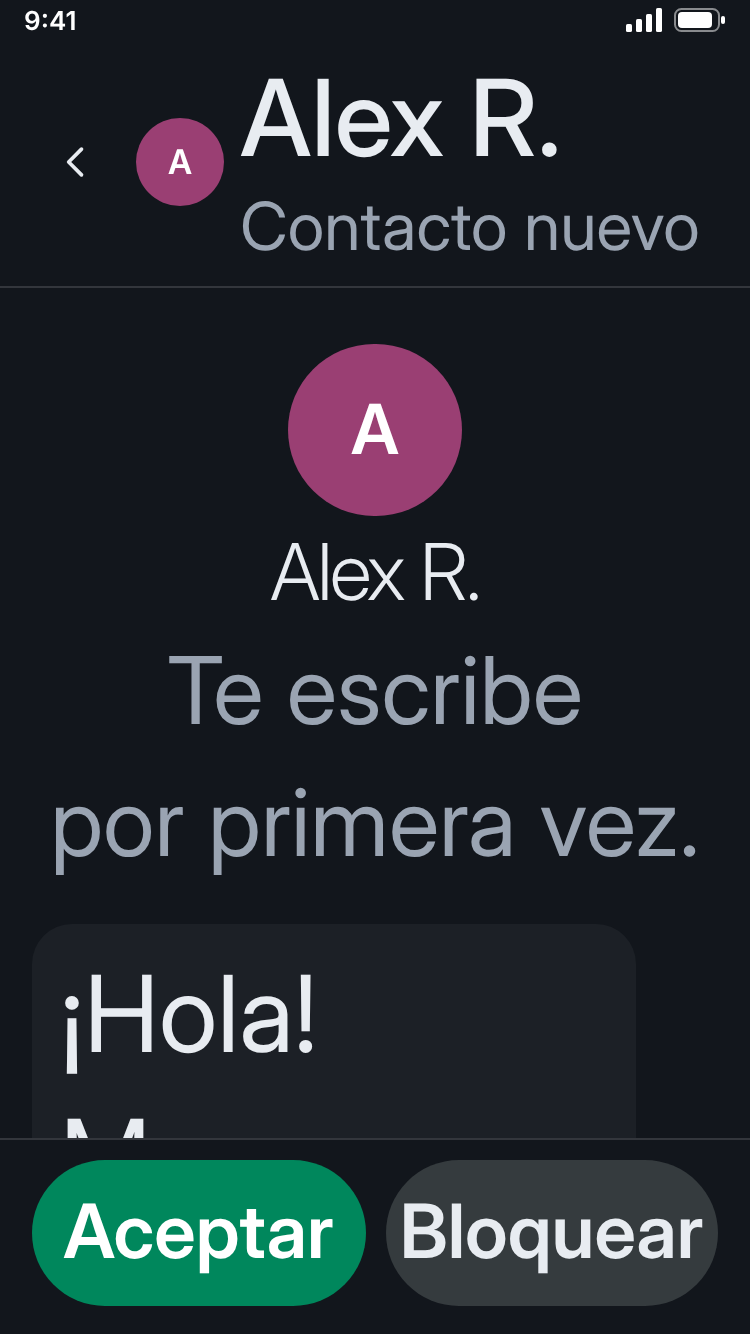 9:41
A
Alex R.
Contacto nuevo
A
Alex R.
Te escribe
por primera vez.
¡Hola!
Aceptar
Bloquear